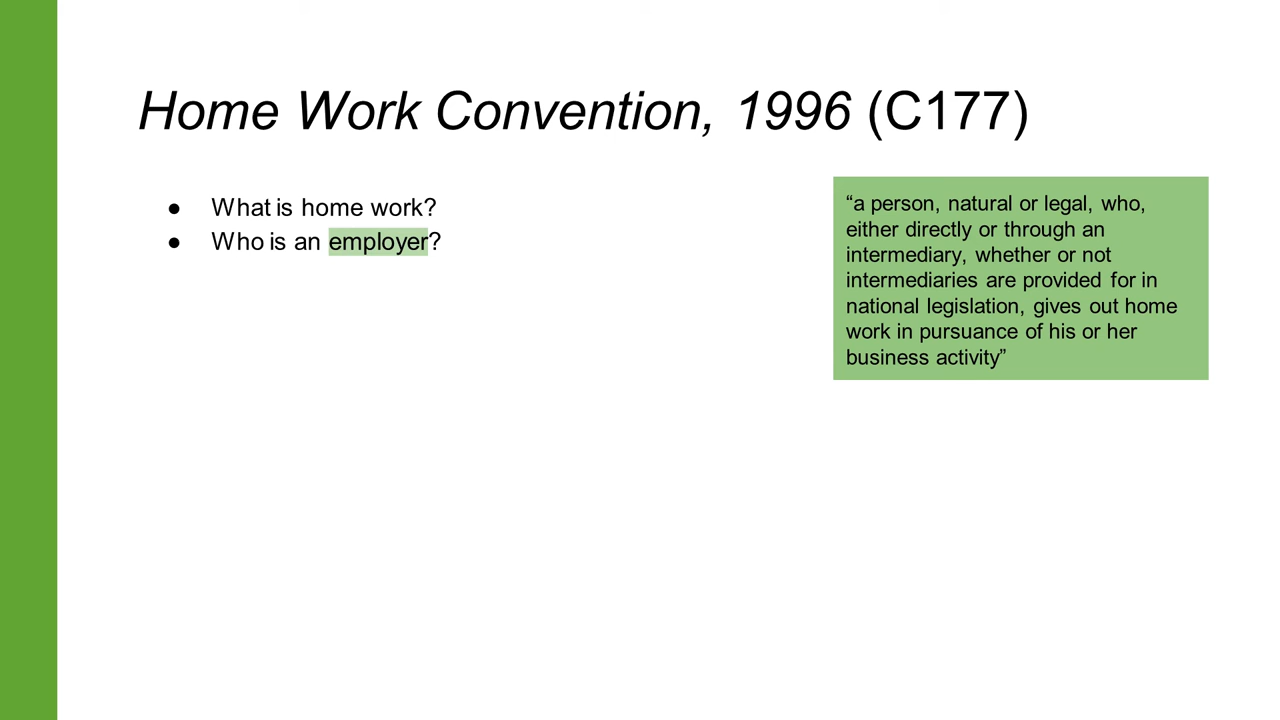 Home Work Convention, 1996 (C177)
● What is home work?
● Who is an employer?
“a person, natural or legal, who,
either directly or through an
intermediary, whether or not
intermediaries are provided for in
national legislation, gives out home
work in pursuance of his or her
business activity”